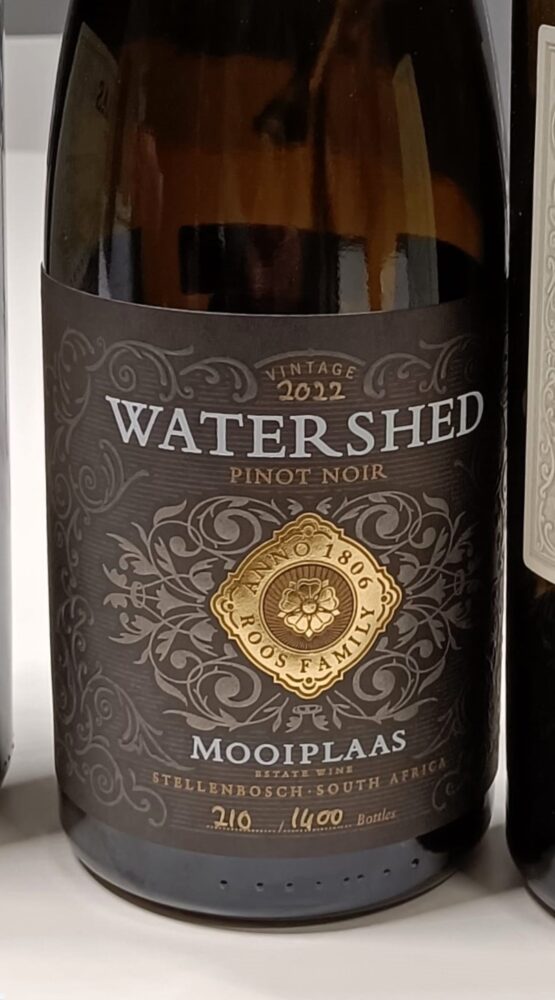 VINTAGE
2022
WATERSHED
PINOT NOIR
ANNO 1806
ROOS FAMILY
MOOIPLAAS
ESTATE WINE
STELLENBOSCH · SOUTH AFRICA
210 / 1400 Bottles